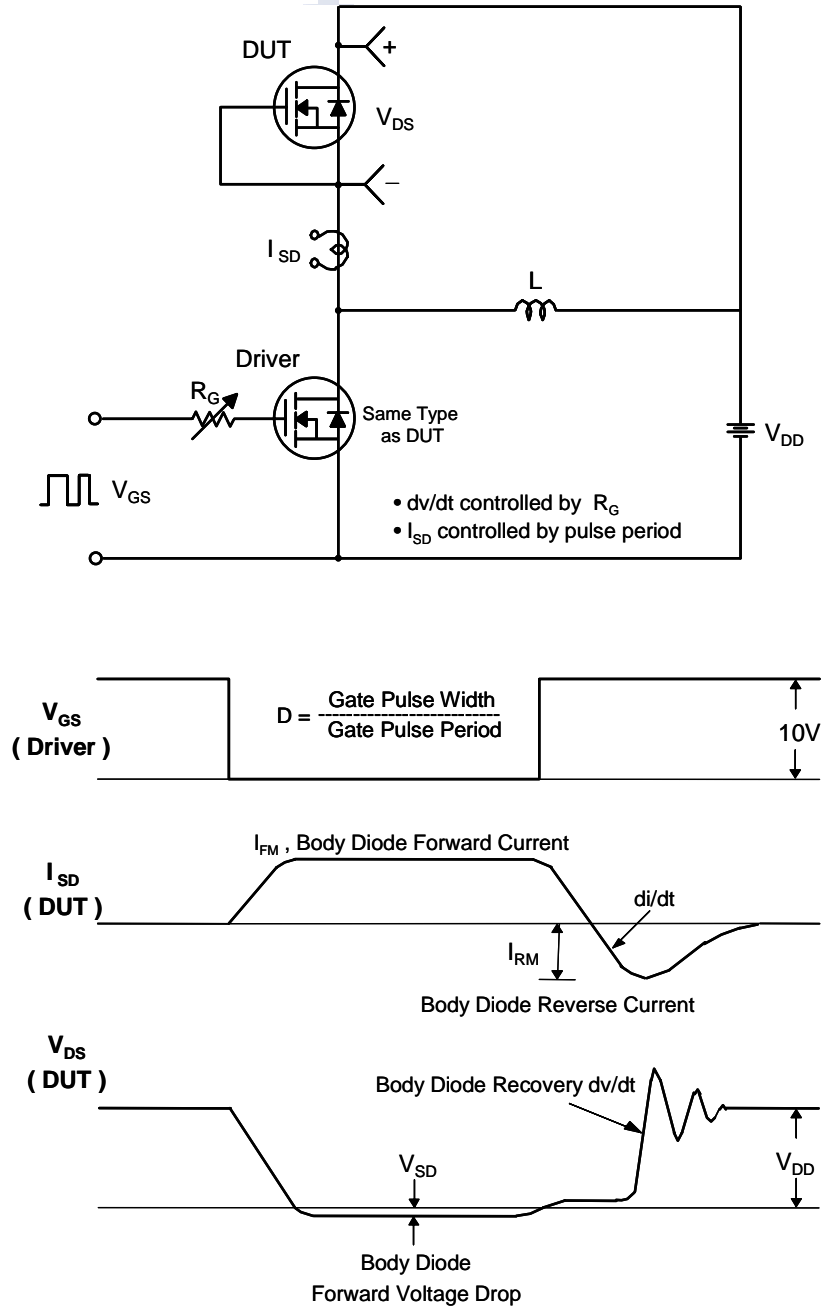 DUT
+
V_DS
−
I_SD
L
Driver
R_G
Same Type
as DUT
V_DD
V_GS
• dv/dt controlled by R_G
• I_SD controlled by pulse period
V_GS
( Driver )
D = Gate Pulse Width
Gate Pulse Period
10V
I_FM , Body Diode Forward Current
I_SD
( DUT )
di/dt
I_RM
Body Diode Reverse Current
V_DS
( DUT )
Body Diode Recovery dv/dt
V_SD
V_DD
Body Diode
Forward Voltage Drop